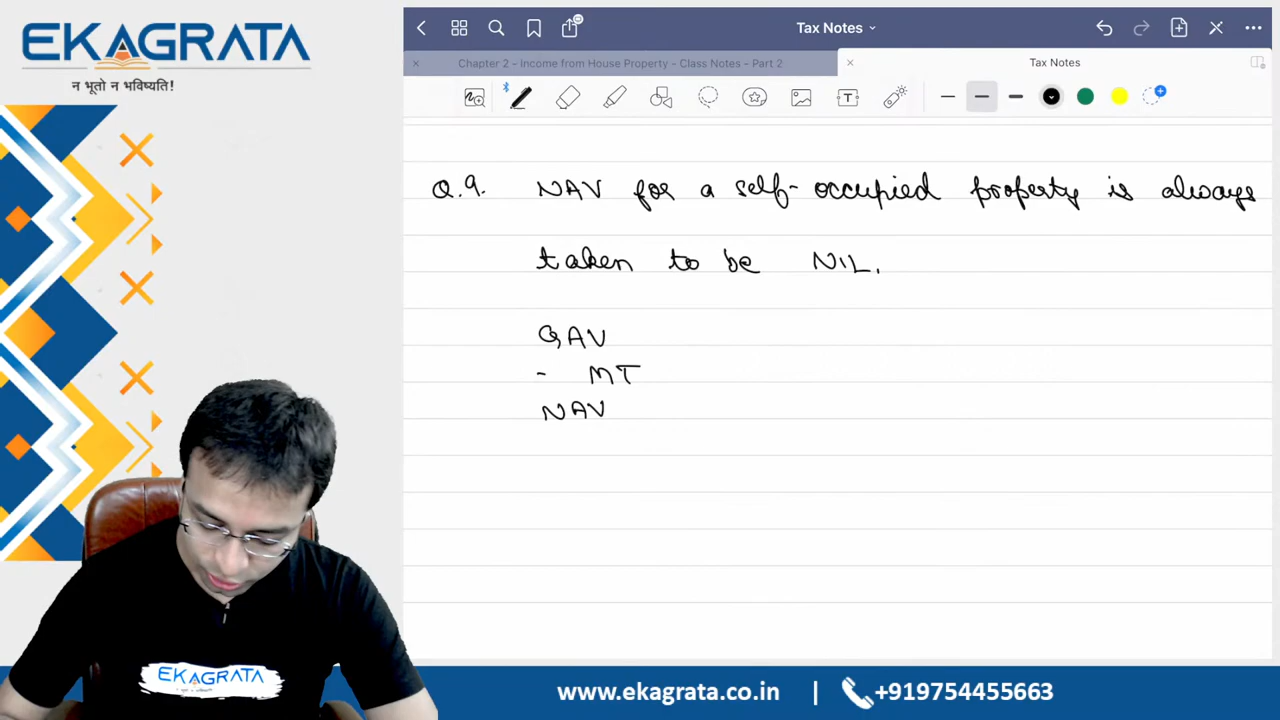 EKAGRATA
न भूतो न भविष्यति!
Tax Notes
Chapter 2 - Income from House Property - Class Notes - Part 2
Tax Notes
Q.9. NAV for a self-occupied property is always
taken to be NIL.
GAV
- MT
NAV
EKAGRATA
www.ekagrata.co.in | +919754455663